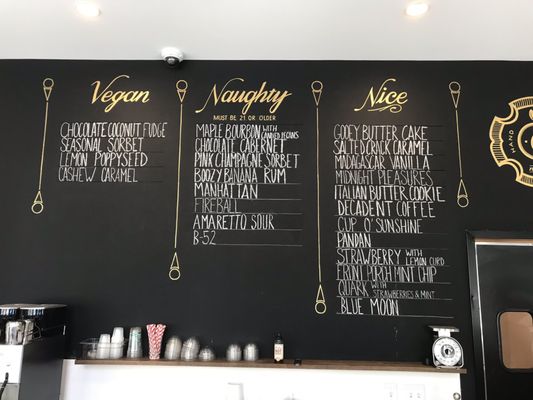 Vegan
CHOCOLATE COCONUT FUDGE
SEASONAL SORBET
LEMON POPPYSEED
CASHEW CARAMEL
Naughty
MUST BE 21 OR OLDER
MAPLE BOURBON WITH CANDIED PECANS
CHOCOLATE CABERNET
PINK CHAMPAGNE SORBET
BOOZY BANANA RUM
MANHATTAN
FIREBALL
AMARETTO SOUR
B-52
Nice
GOOEY BUTTER CAKE
SALTED CRACK CARAMEL
MADAGASCAR VANILLA
MIDNIGHT PLEASURES
ITALIAN BUTTER COOKIE
DECADENT COFFEE
CUP O' SUNSHINE
PANDAN
STRAWBERRY WITH LEMON CURD
FRONT PORCH MINT CHIP
QUARK WITH STRAWBERRIES & MINT
BLUE MOON
HAND